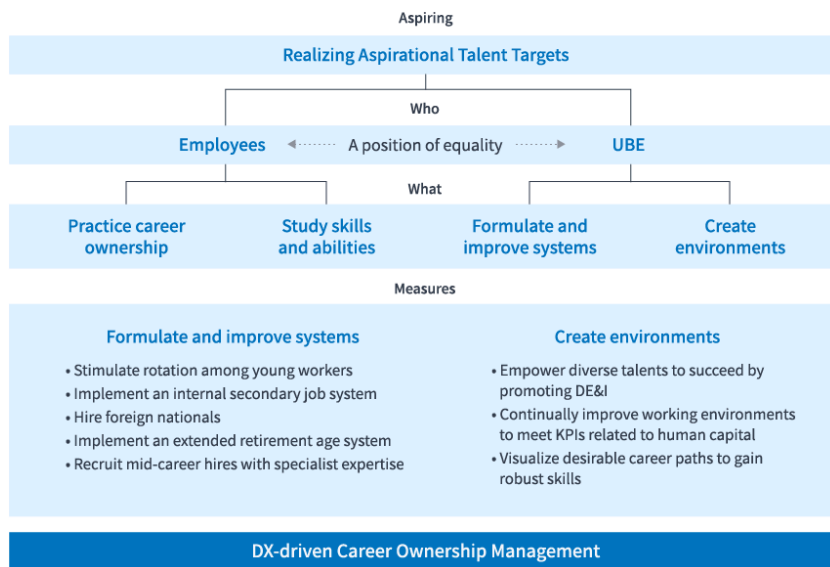 Aspiring
Realizing Aspirational Talent Targets
Who
Employees
A position of equality
UBE
What
Practice career
ownership
Study skills
and abilities
Formulate and
improve systems
Create
environments
Measures
Formulate and improve systems
• Stimulate rotation among young workers
• Implement an internal secondary job system
• Hire foreign nationals
• Implement an extended retirement age system
• Recruit mid-career hires with specialist expertise
Create environments
• Empower diverse talents to succeed by
promoting DE&I
• Continually improve working environments
to meet KPIs related to human capital
• Visualize desirable career paths to gain
robust skills
DX-driven Career Ownership Management